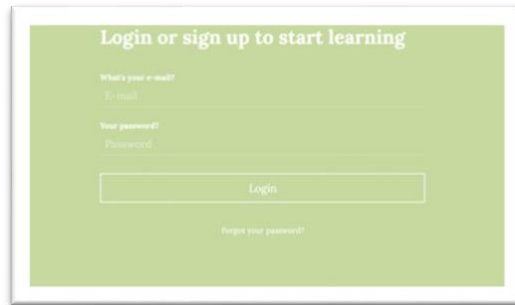 Login or sign up to start learning
What's your e-mail?
E-mail
Your password?
Password
Login
Forgot your password?